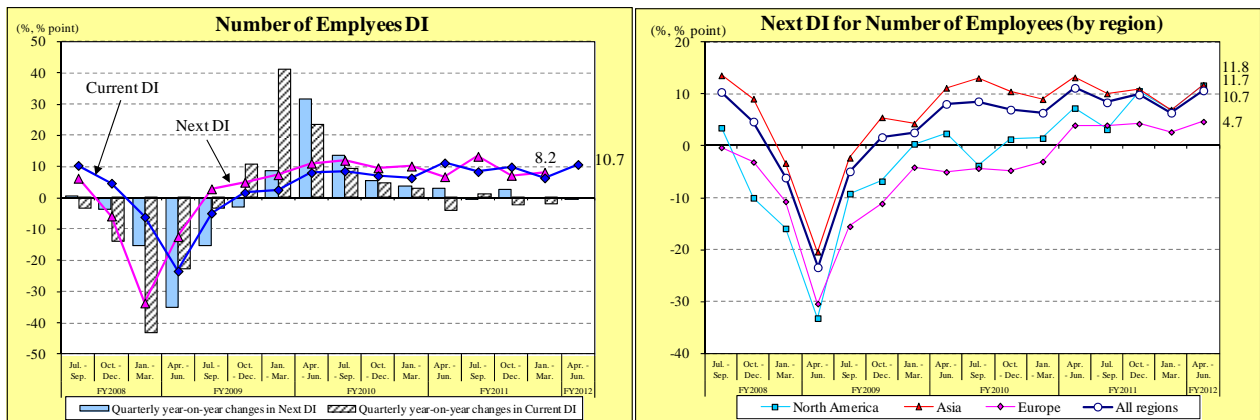 Number of Emplyees DI
(%, % point)
50
40
30
20
10
0
-10
-20
-30
-40
-50
Current DI
Next DI
8.2
10.7
Jul. - Sep.
Oct. - Dec.
Jan. - Mar.
Apr. - Jun.
Jul. - Sep.
Oct. - Dec.
Jan. - Mar.
Apr. - Jun.
Jul. - Sep.
Oct. - Dec.
Jan. - Mar.
Apr. - Jun.
Jul. - Sep.
Oct. - Dec.
Jan. - Mar.
Apr. - Jun.
FY2008
FY2009
FY2010
FY2011
FY2012
Quarterly year-on-year changes in Next DI
Quarterly year-on-year changes in Current DI
Next DI for Number of Employees (by region)
(%, % point)
20
10
0
-10
-20
-30
-40
11.8
11.7
10.7
4.7
Jul. - Sep.
Oct. - Dec.
Jan. - Mar.
Apr. - Jun.
Jul. - Sep.
Oct. - Dec.
Jan. - Mar.
Apr. - Jun.
Jul. - Sep.
Oct. - Dec.
Jan. - Mar.
Apr. - Jun.
Jul. - Sep.
Oct. - Dec.
Jan. - Mar.
Apr. - Jun.
FY2008
FY2009
FY2010
FY2011
FY2012
North America
Asia
Europe
All regions